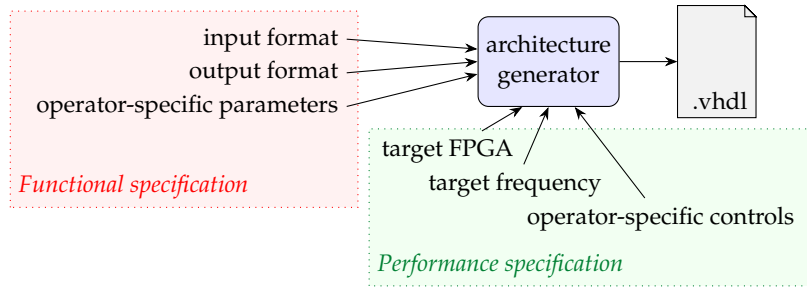 input format
output format
operator-specific parameters
Functional specification
architecture
generator
.vhdl
target FPGA
target frequency
operator-specific controls
Performance specification